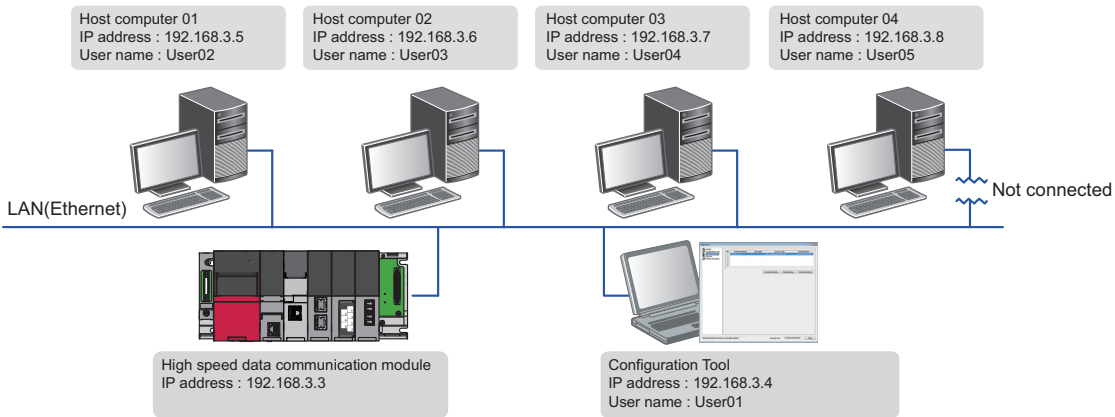 Host computer 01
IP address : 192.168.3.5
User name : User02
Host computer 02
IP address : 192.168.3.6
User name : User03
Host computer 03
IP address : 192.168.3.7
User name : User04
Host computer 04
IP address : 192.168.3.8
User name : User05
Not connected
LAN(Ethernet)
High speed data communication module
IP address : 192.168.3.3
Configuration Tool
IP address : 192.168.3.4
User name : User01